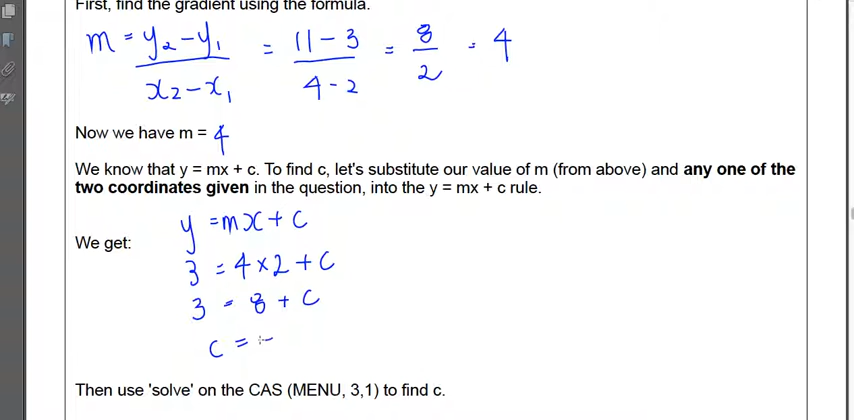 First, find the gradient using the formula.
m = y₂ - y₁ / x₂ - x₁ = 11 - 3 / 4 - 2 = 8 / 2 = 4
Now we have m = 4
We know that y = mx + c. To find c, let's substitute our value of m (from above) and any one of the
two coordinates given in the question, into the y = mx + c rule.
y = mx + c
We get:
3 = 4 × 2 + c
3 = 8 + c
c = -
Then use 'solve' on the CAS (MENU, 3,1) to find c.